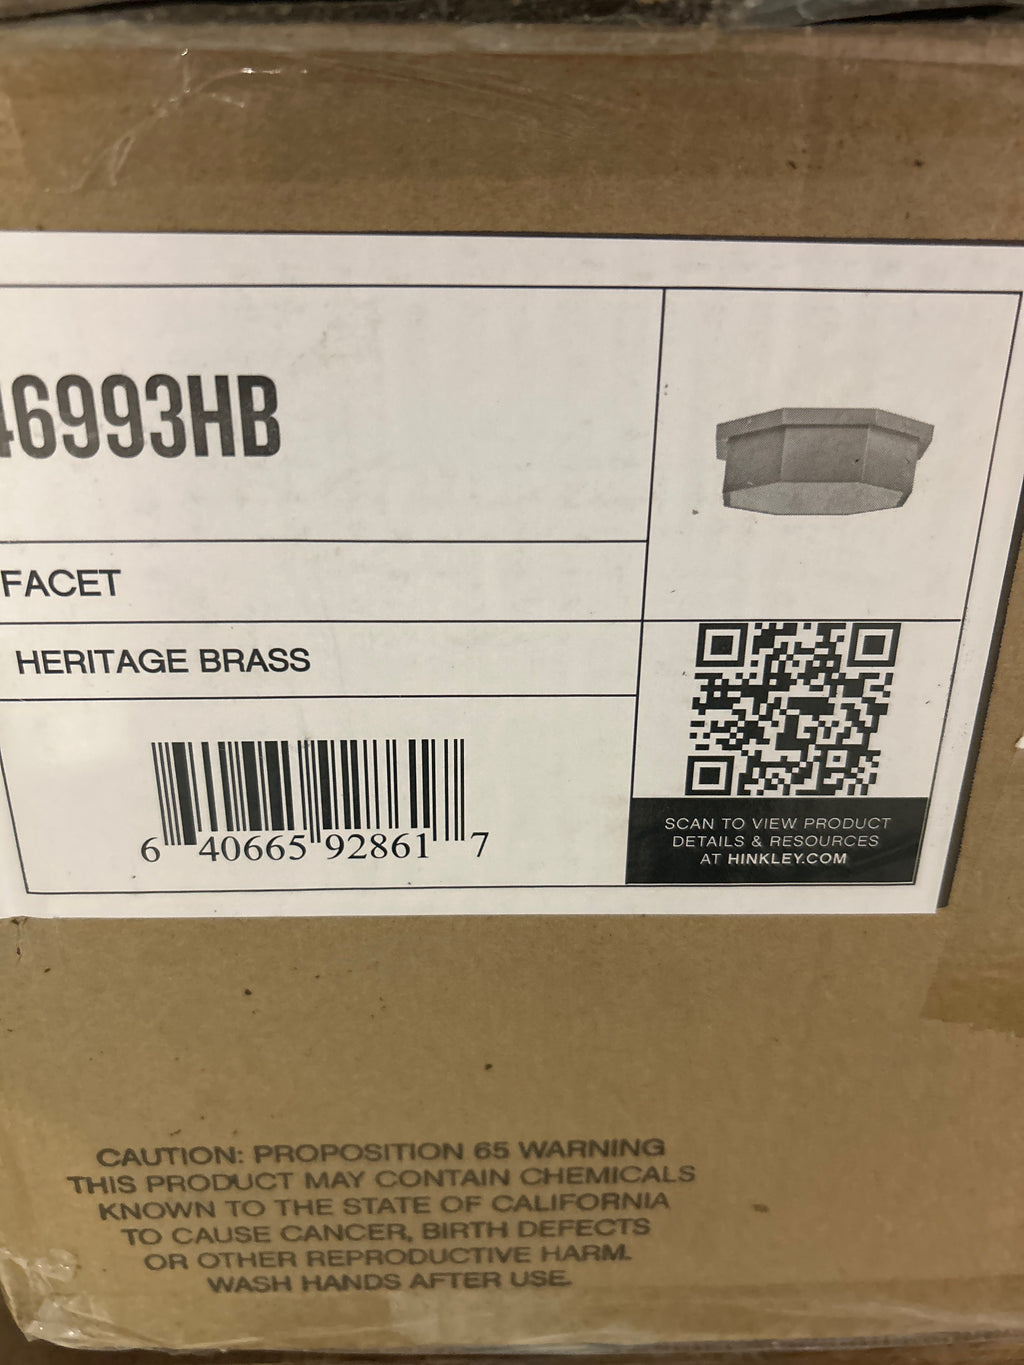 46993HB
FACET
HERITAGE BRASS
6 40665 92861 7
SCAN TO VIEW PRODUCT
DETAILS & RESOURCES
AT HINKLEY.COM
CAUTION: PROPOSITION 65 WARNING
THIS PRODUCT MAY CONTAIN CHEMICALS
KNOWN TO THE STATE OF CALIFORNIA
TO CAUSE CANCER, BIRTH DEFECTS
OR OTHER REPRODUCTIVE HARM.
WASH HANDS AFTER USE.